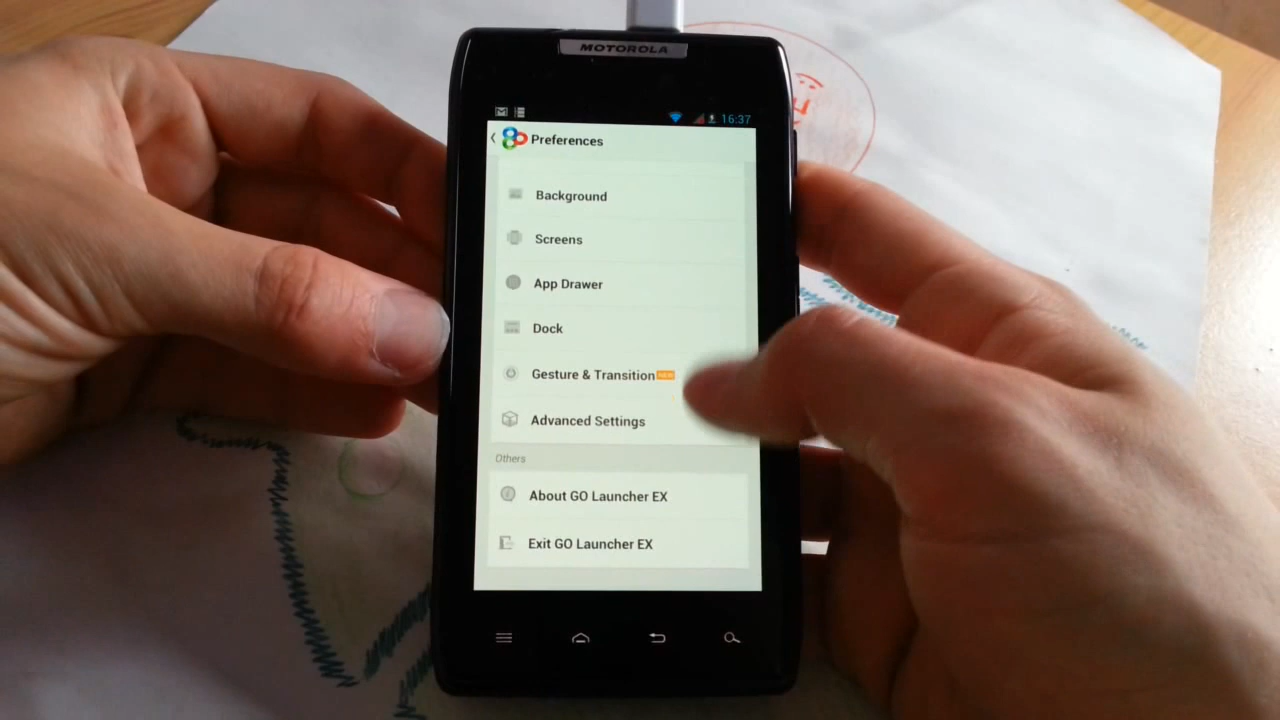 MOTOROLA
16:37
Preferences
Background
Screens
App Drawer
Dock
Gesture & Transition NEW
Advanced Settings
Others
About GO Launcher EX
Exit GO Launcher EX